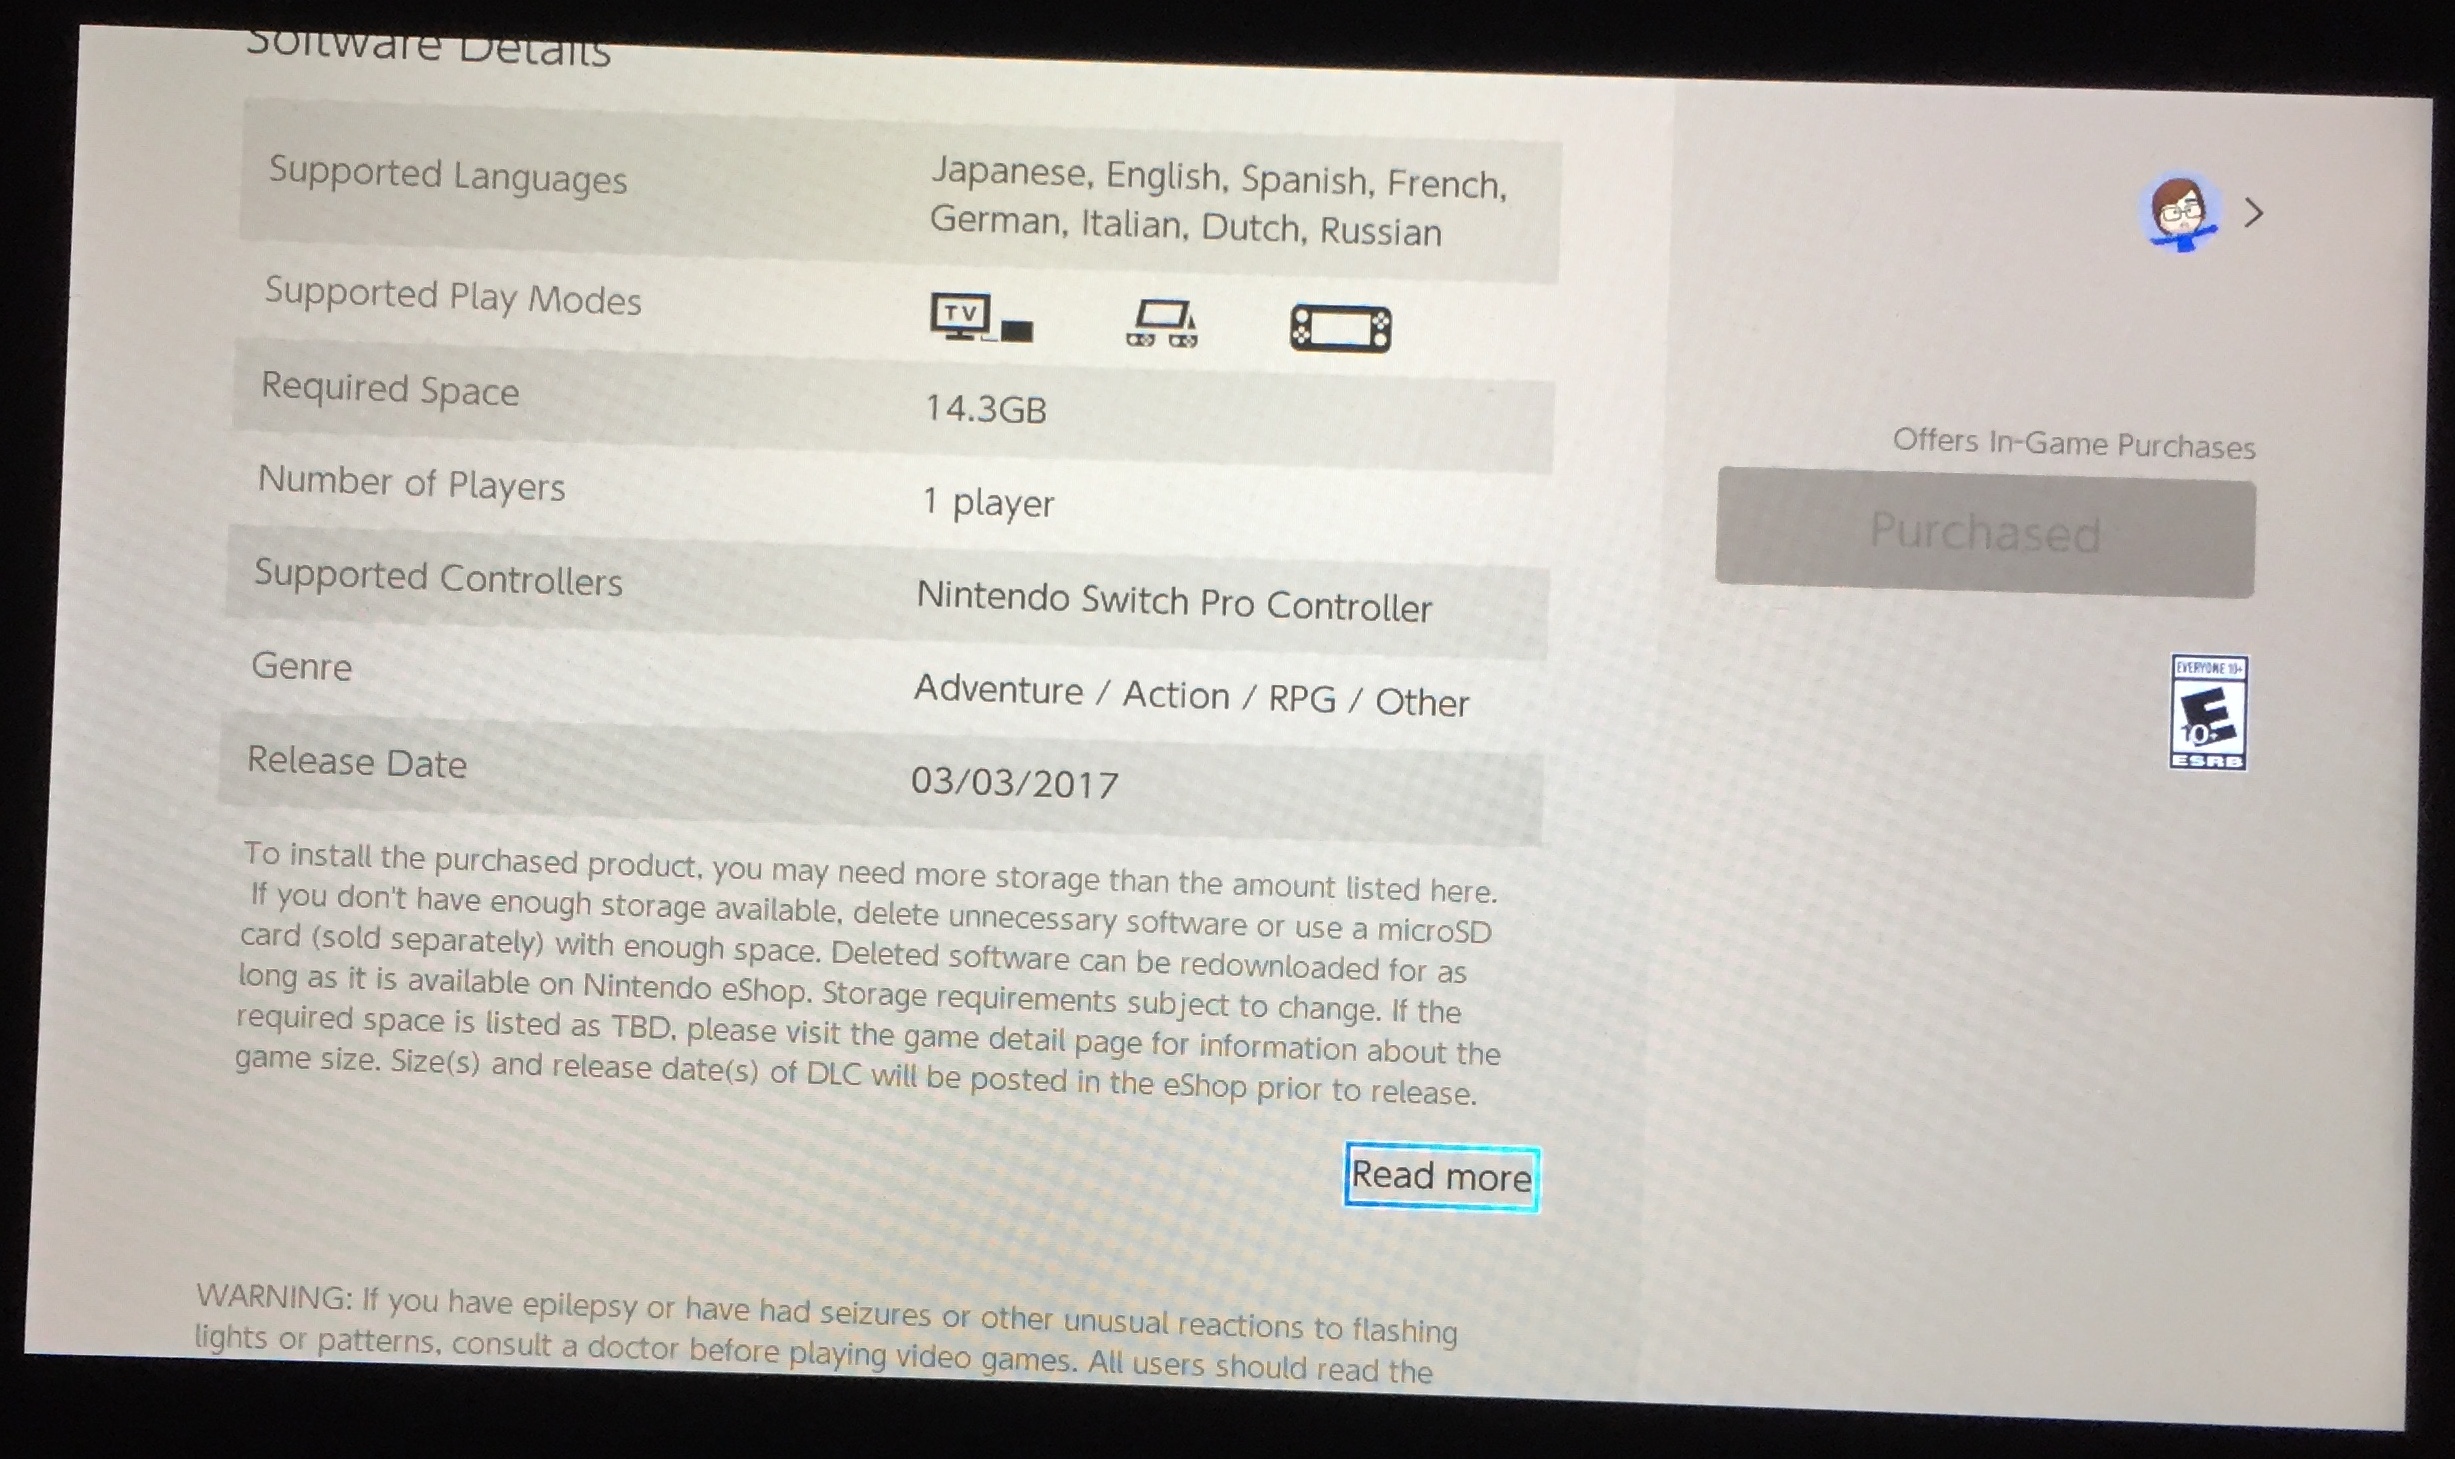 Software Details
Supported Languages
Japanese, English, Spanish, French,
German, Italian, Dutch, Russian
Supported Play Modes
TV
Required Space
14.3GB
Number of Players
1 player
Supported Controllers
Nintendo Switch Pro Controller
Genre
Adventure / Action / RPG / Other
Release Date
03/03/2017
To install the purchased product, you may need more storage than the amount listed here.
If you don't have enough storage available, delete unnecessary software or use a microSD
card (sold separately) with enough space. Deleted software can be redownloaded for as
long as it is available on Nintendo eShop. Storage requirements subject to change. If the
required space is listed as TBD, please visit the game detail page for information about the
game size. Size(s) and release date(s) of DLC will be posted in the eShop prior to release.
Read more
WARNING: If you have epilepsy or have had seizures or other unusual reactions to flashing
lights or patterns, consult a doctor before playing video games. All users should read the
Offers In-Game Purchases
Purchased
EVERYONE 10+
E
10+
ESRB